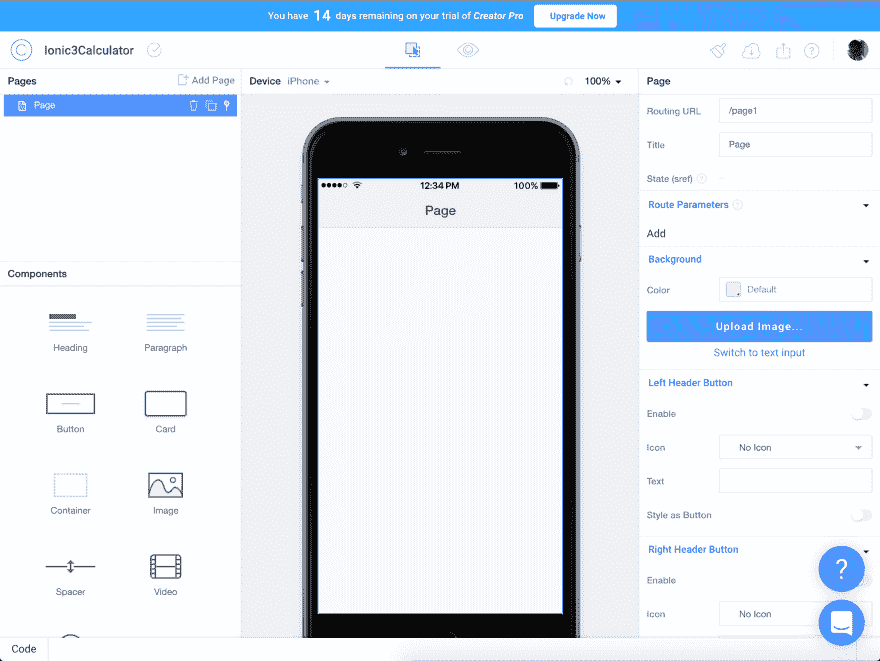 You have 14 days remaining on your trial of Creator Pro
Upgrade Now
Ionic3Calculator
Pages
Add Page
Page
Components
Heading
Paragraph
Button
Card
Container
Image
Spacer
Video
Code
Device iPhone
100%
12:34 PM
100%
Page
Page
Routing URL
/page1
Title
Page
State (sref)
?
-
Route Parameters
?
Add
Background
Color
Default
Upload Image...
Switch to text input
Left Header Button
Enable
Icon
No Icon
Text
Style as Button
Right Header Button
Enable
Icon
No Icon
?